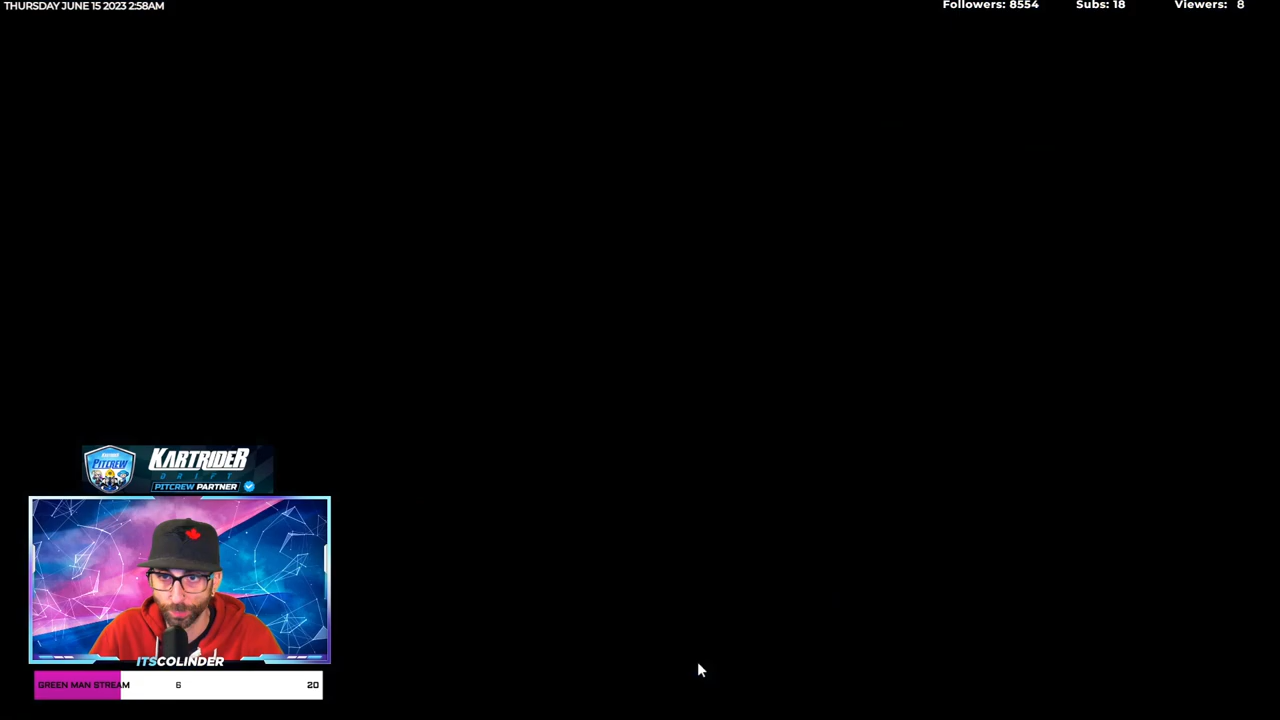 THURSDAY JUNE 15 2023 2:58AM
Followers: 8554 Subs: 18 Viewers: 8
PITCREW
KARTRIDER
DRIFT
PITCREW PARTNER
ITSCOLINDER
GREEN MAN STREAM 6 20